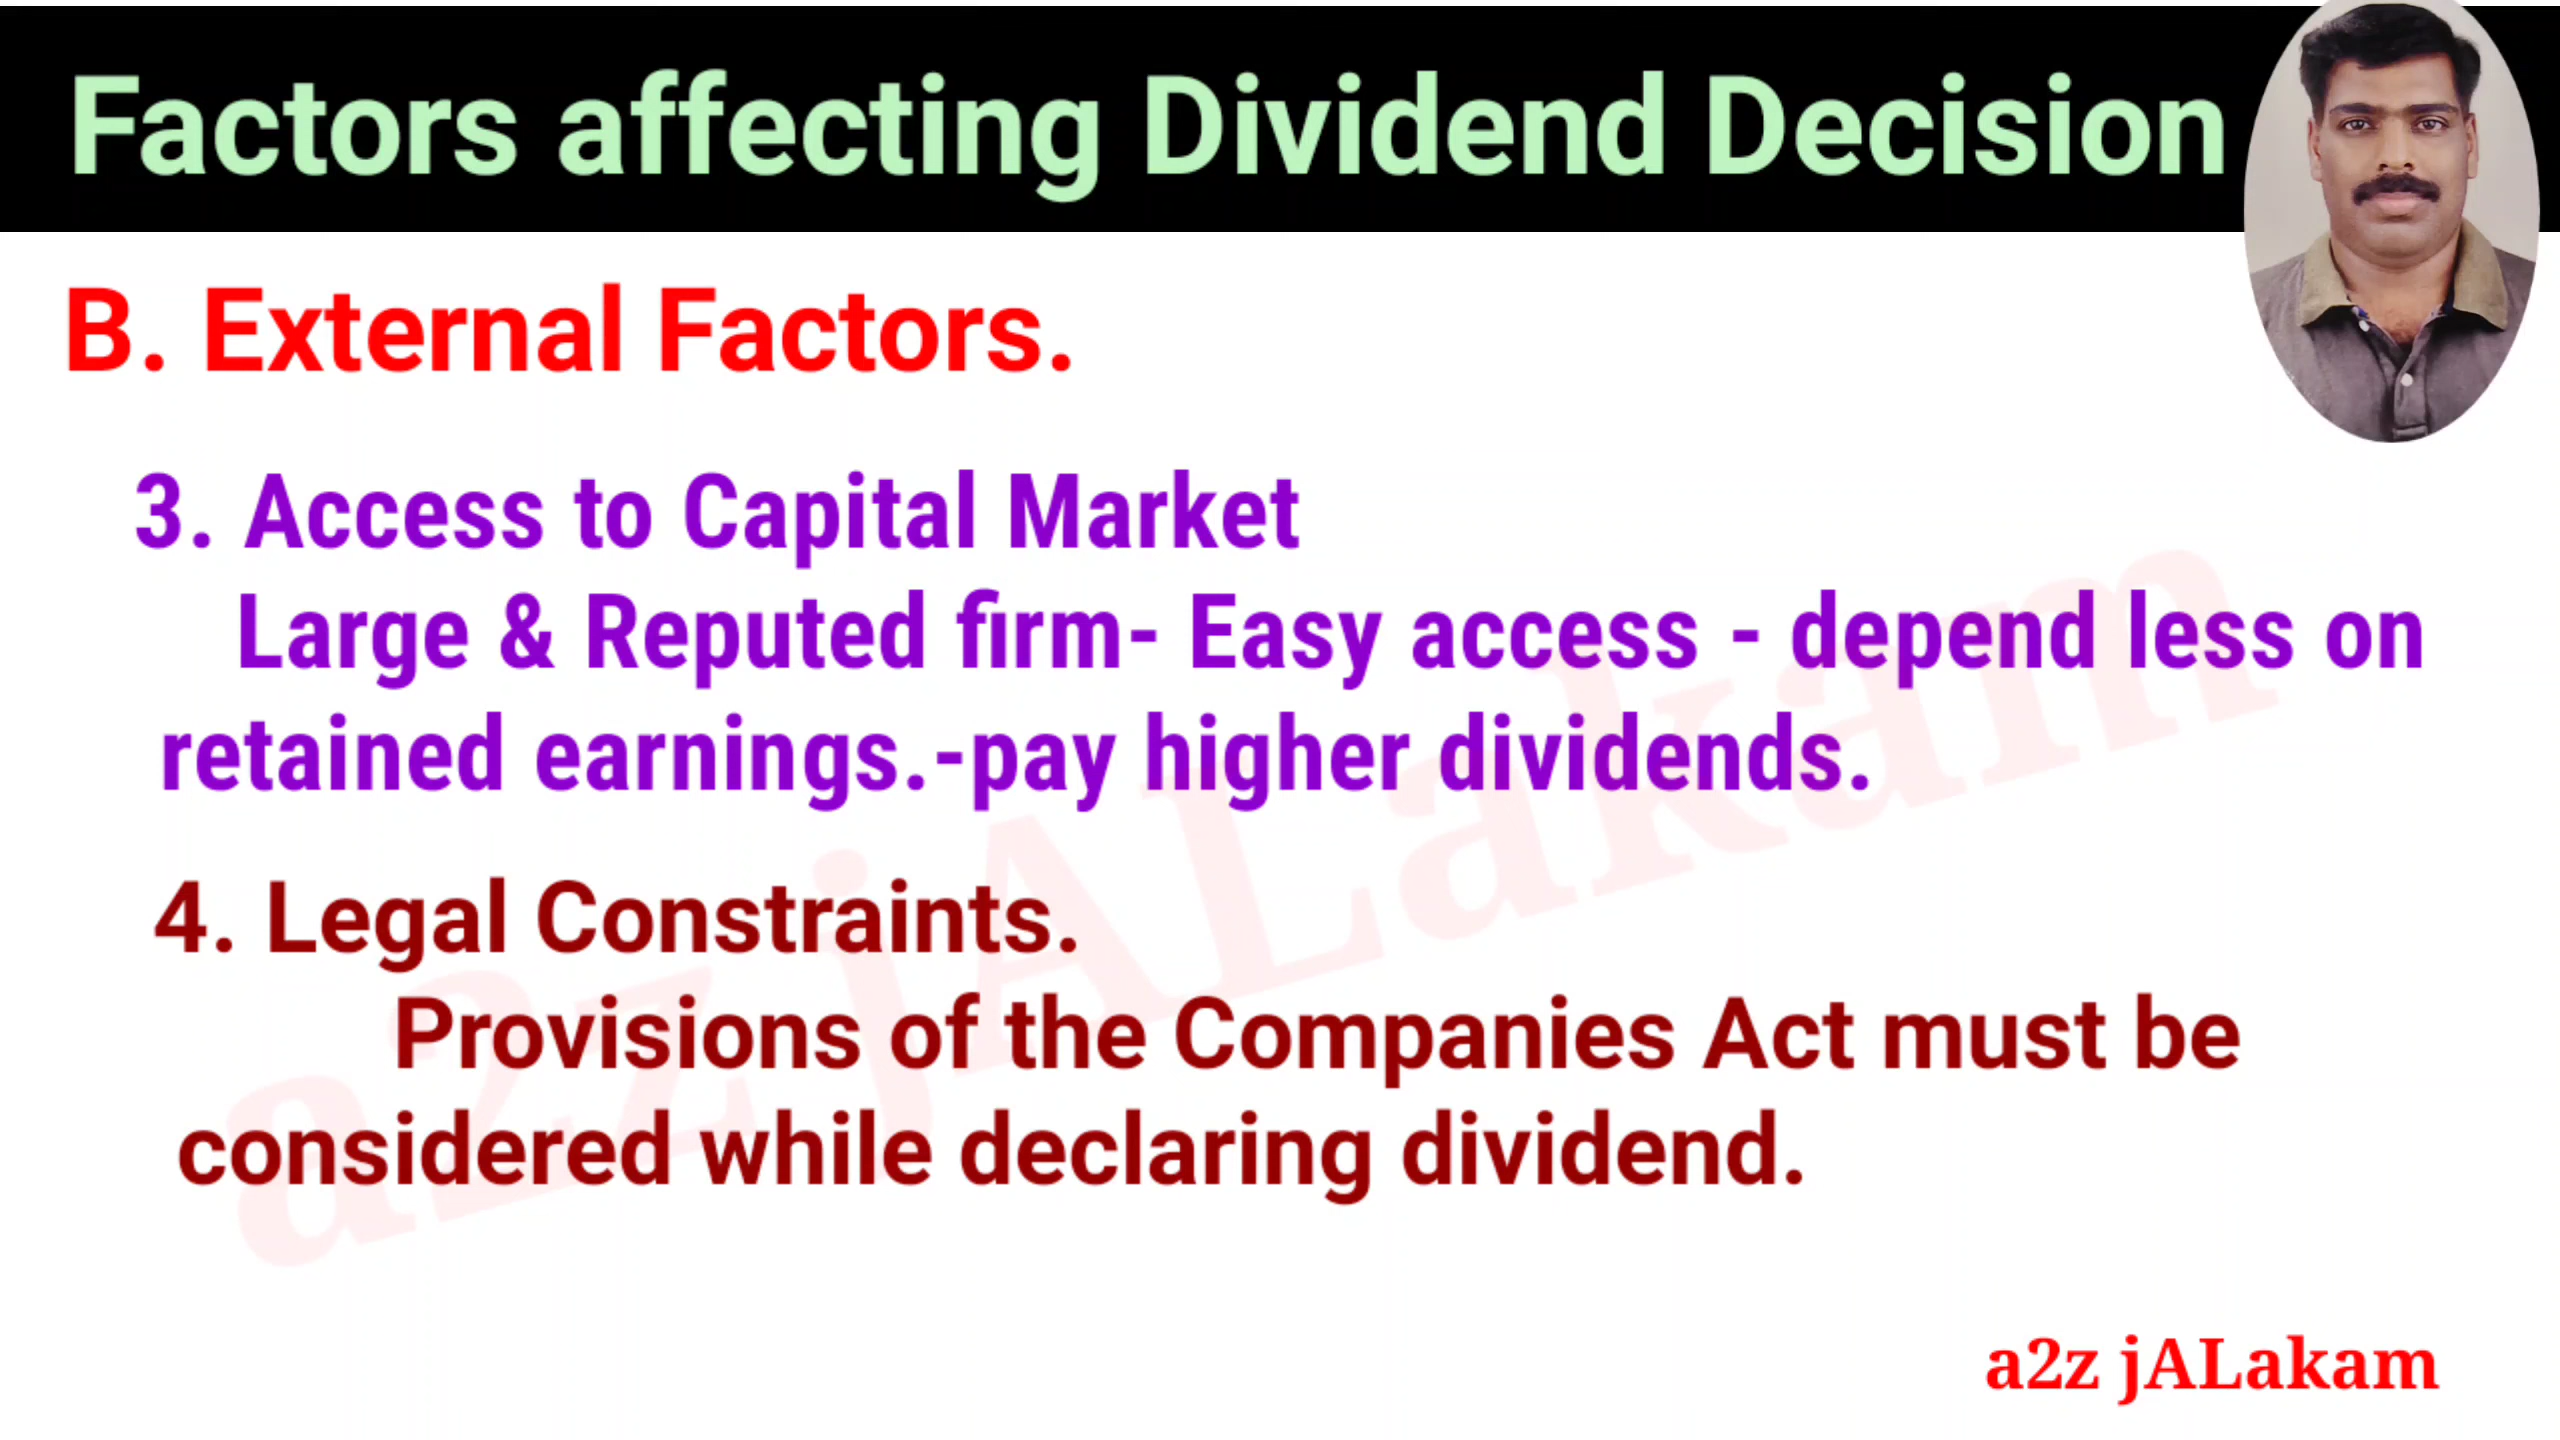 Factors affecting Dividend Decision
B. External Factors.
3. Access to Capital Market
Large & Reputed firm- Easy access - depend less on
retained earnings.-pay higher dividends.
4. Legal Constraints.
Provisions of the Companies Act must be
considered while declaring dividend.
a2z jALakam
a2z jALakam